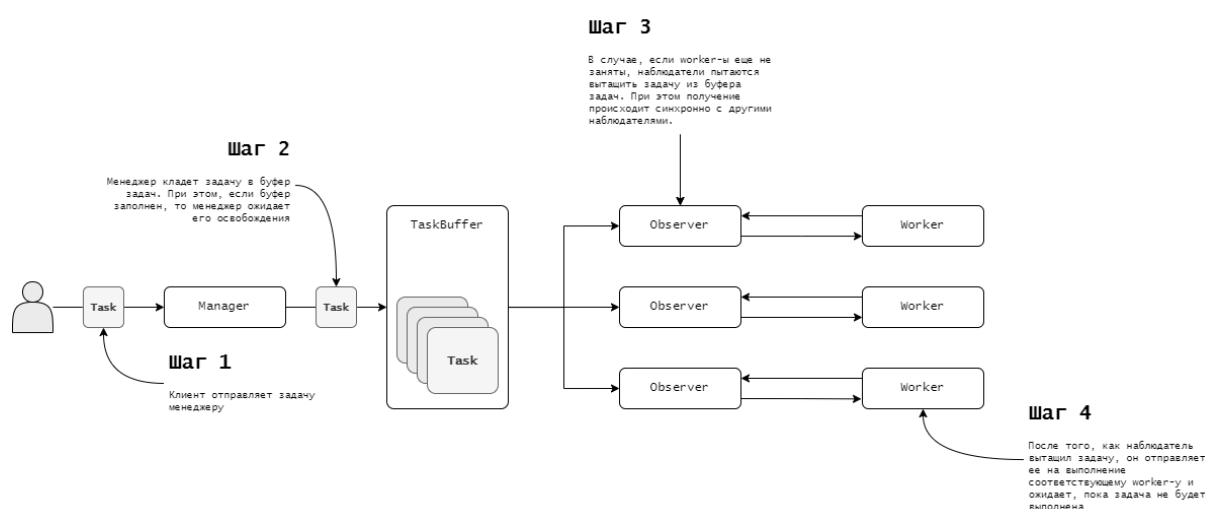 Шаг 3
В случае, если worker-ы еще не
заняты, наблюдатели пытаются
вытащить задачу из буфера
задач. При этом получение
происходит синхронно с другими
наблюдателями.
Шаг 2
Менеджер кладет задачу в буфер
задач. При этом, если буфер
заполнен, то менеджер ожидает
его освобождения
TaskBuffer
Observer
Worker
Task
Manager
Task
Observer
Worker
Task
Шаг 1
Клиент отправляет задачу
менеджеру
Observer
Worker
Шаг 4
После того, как наблюдатель
вытащил задачу, он отправляет
ее на выполнение
соответствующему worker-у и
ожидает, пока задача не будет
выполнена